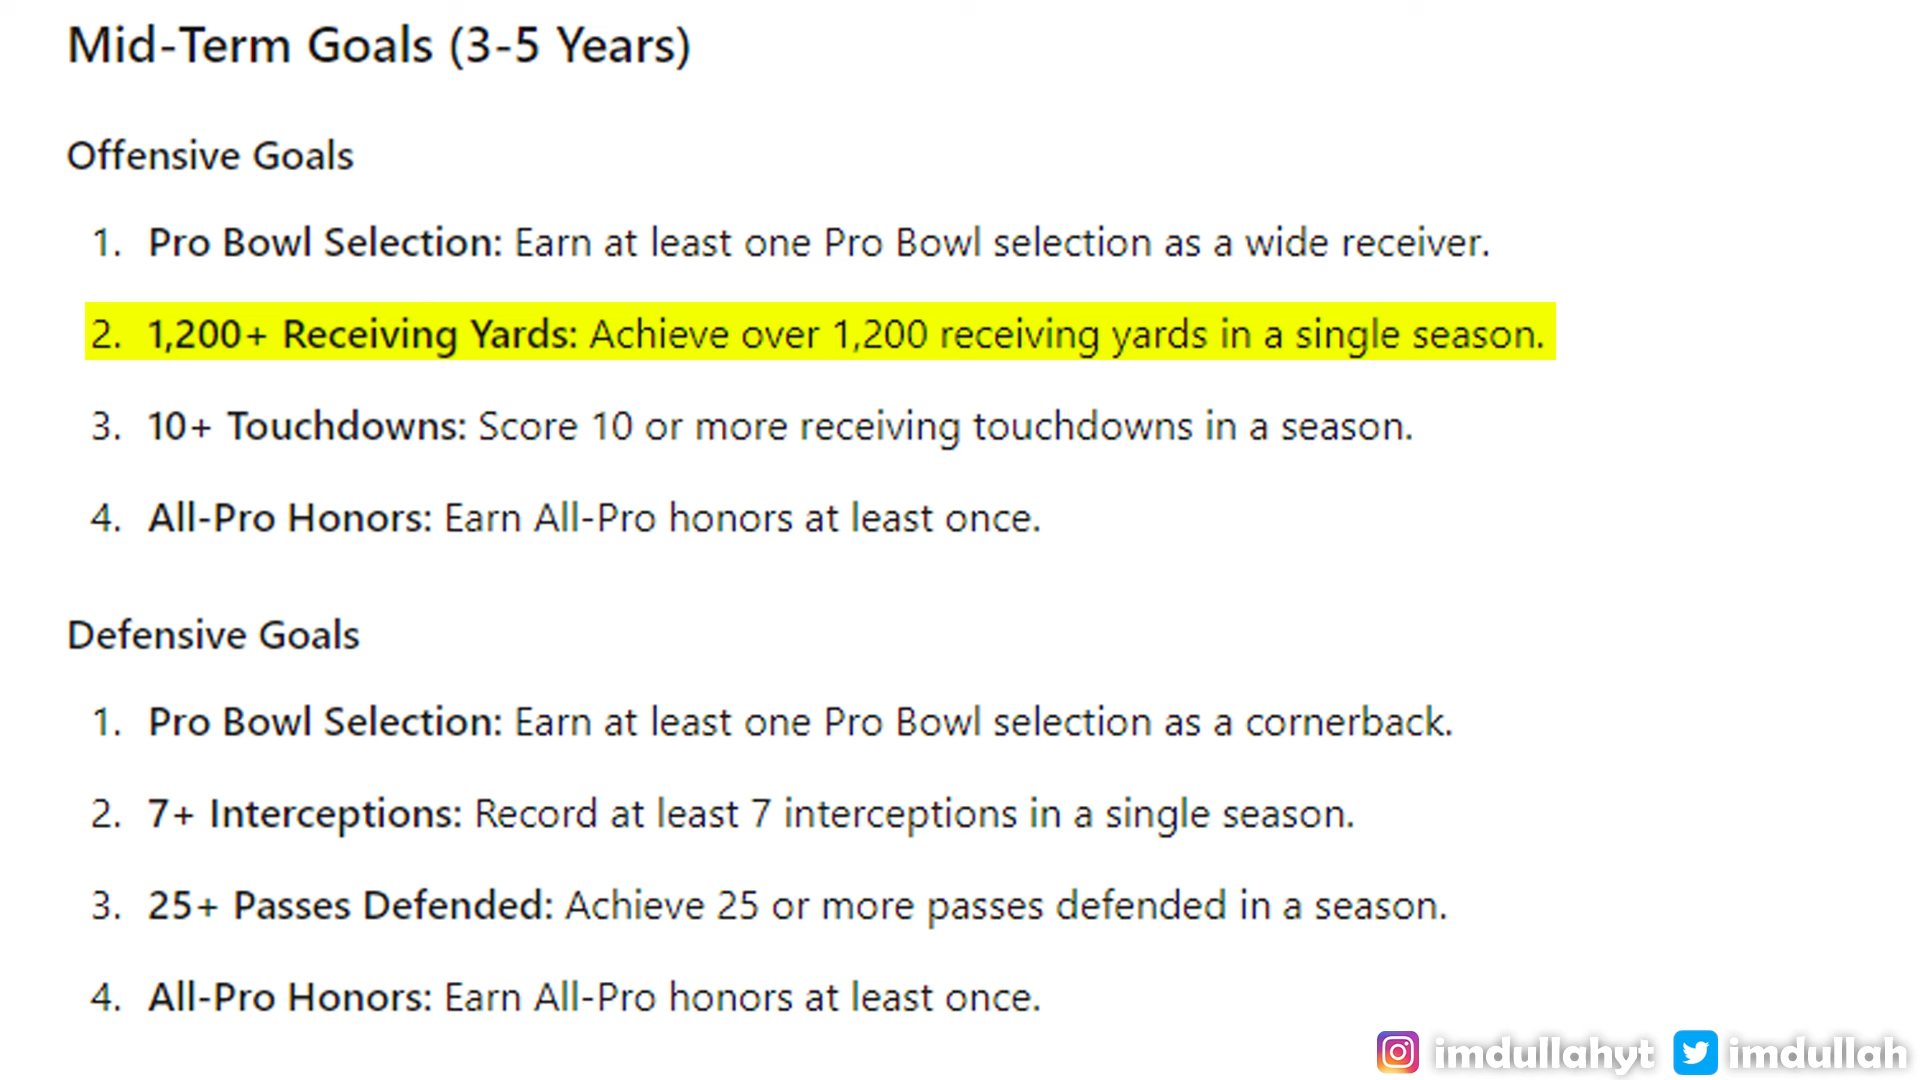 Mid-Term Goals (3-5 Years)
Offensive Goals
1. Pro Bowl Selection: Earn at least one Pro Bowl selection as a wide receiver.
2. 1,200+ Receiving Yards: Achieve over 1,200 receiving yards in a single season.
3. 10+ Touchdowns: Score 10 or more receiving touchdowns in a season.
4. All-Pro Honors: Earn All-Pro honors at least once.
Defensive Goals
1. Pro Bowl Selection: Earn at least one Pro Bowl selection as a cornerback.
2. 7+ Interceptions: Record at least 7 interceptions in a single season.
3. 25+ Passes Defended: Achieve 25 or more passes defended in a season.
4. All-Pro Honors: Earn All-Pro honors at least once.
imdullahyt imdullah